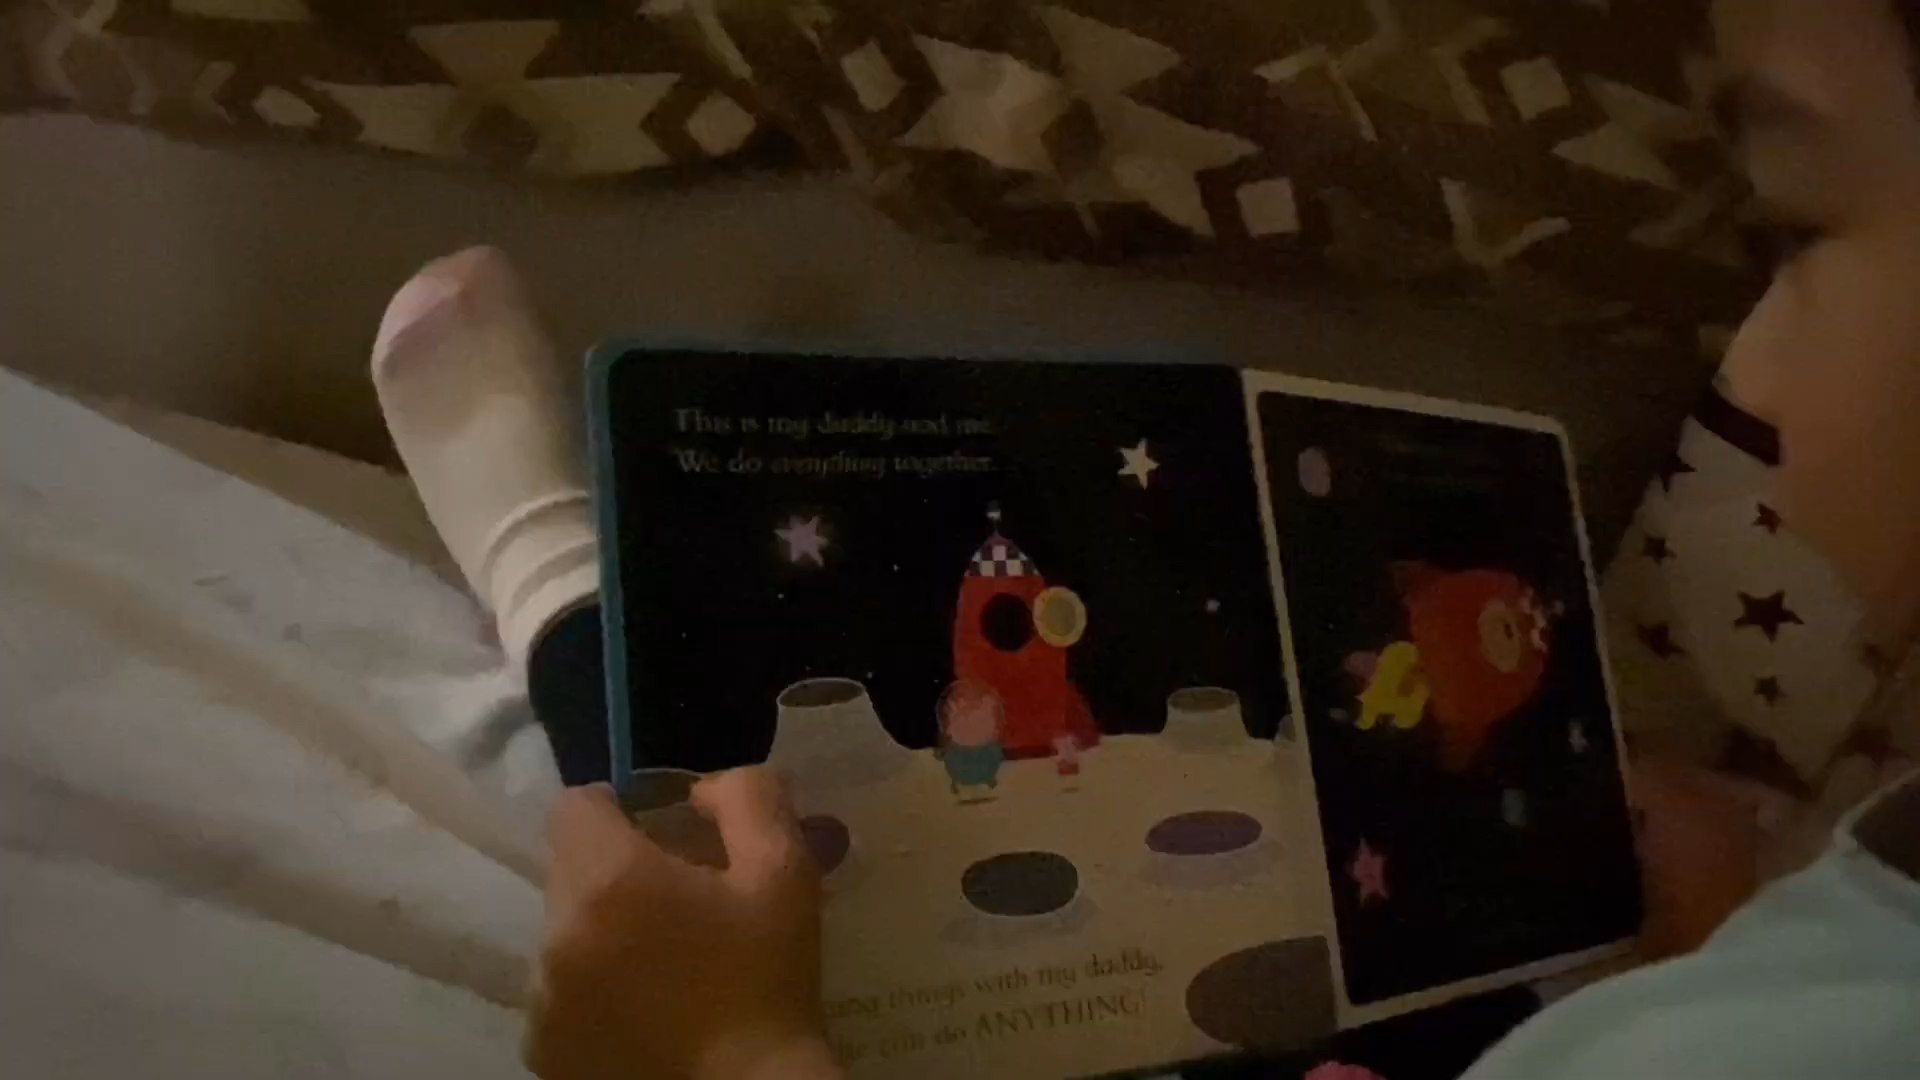 This is my daddy and me.
We do everything together.
things with my daddy,
can do ANYTHING!